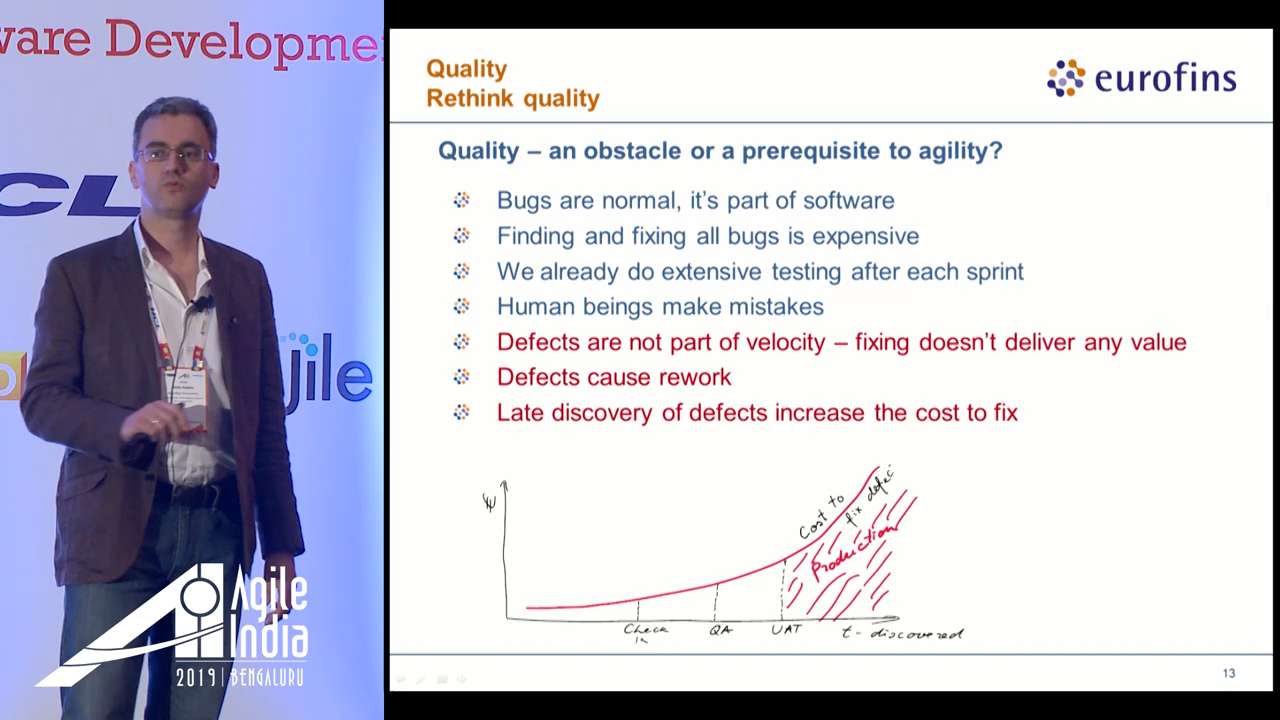 ware Developme
CL
jile
Agile
India
2019 | BENGALURU
Quality
Rethink quality
eurofins
Quality – an obstacle or a prerequisite to agility?
Bugs are normal, it's part of software
Finding and fixing all bugs is expensive
We already do extensive testing after each sprint
Human beings make mistakes
Defects are not part of velocity – fixing doesn't deliver any value
Defects cause rework
Late discovery of defects increase the cost to fix
Cost to
fix defec
Production
Check
in
QA
UAT
t - discovered
13